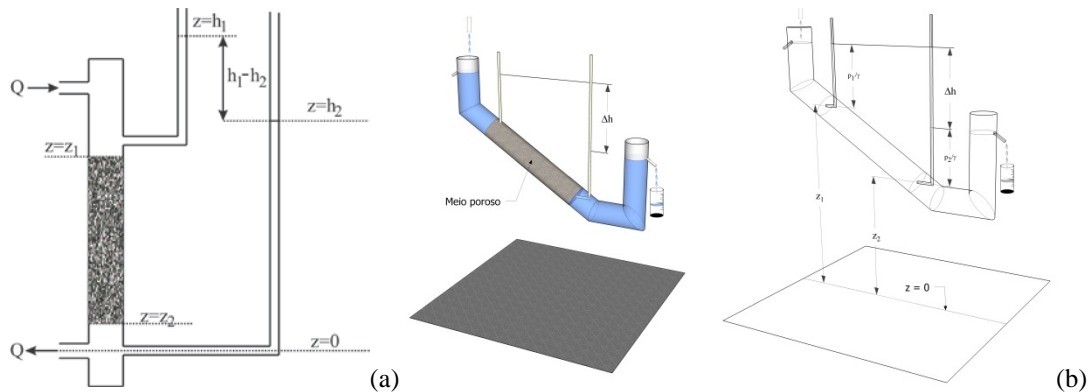 z=h₁
Q
h₁-h₂
z=h₂
z=z₁
z=z₂
Q
z=0
(a)
Δh
Meio poroso
p₁/γ
Δh
p₂/γ
z₁
z₂
z = 0
(b)